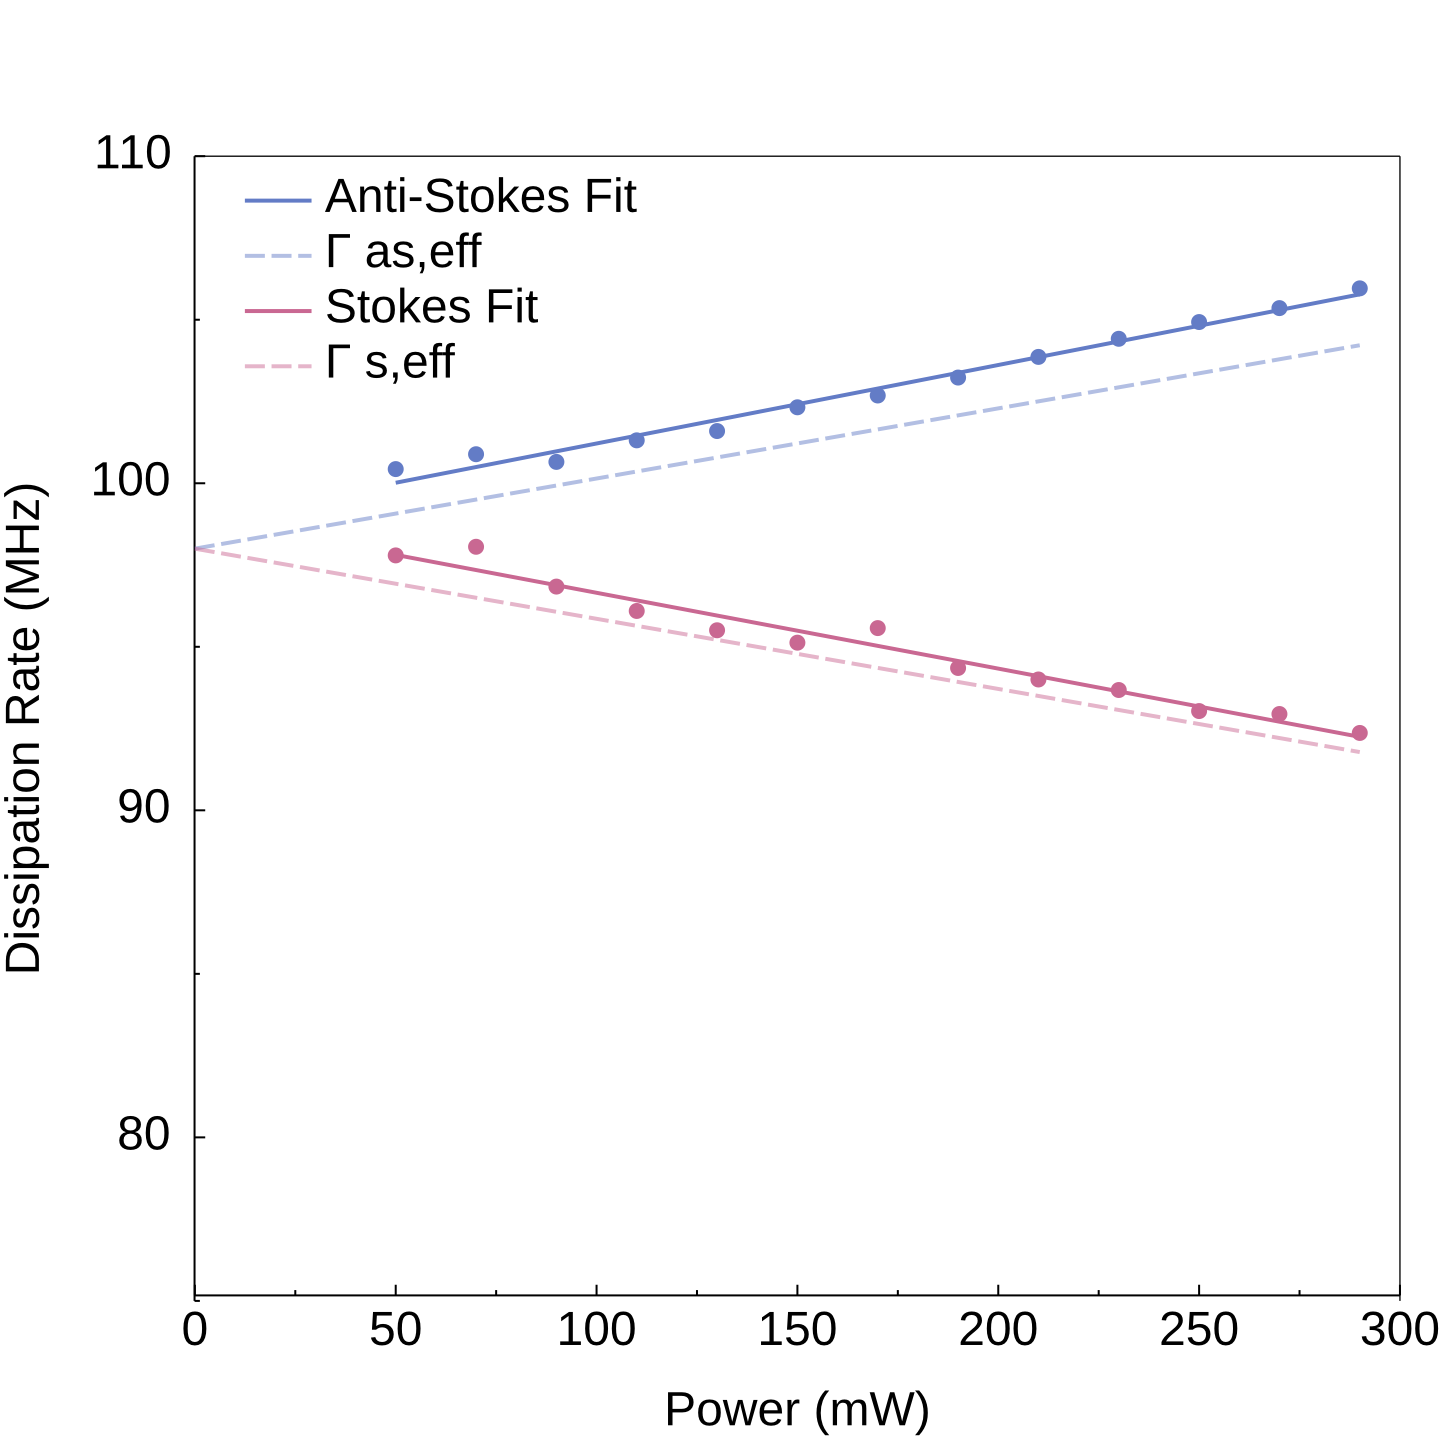 110
Anti-Stokes Fit
Γ as,eff
Stokes Fit
Γ s,eff
100
90
80
Dissipation Rate (MHz)
0 50 100 150 200 250 300
Power (mW)